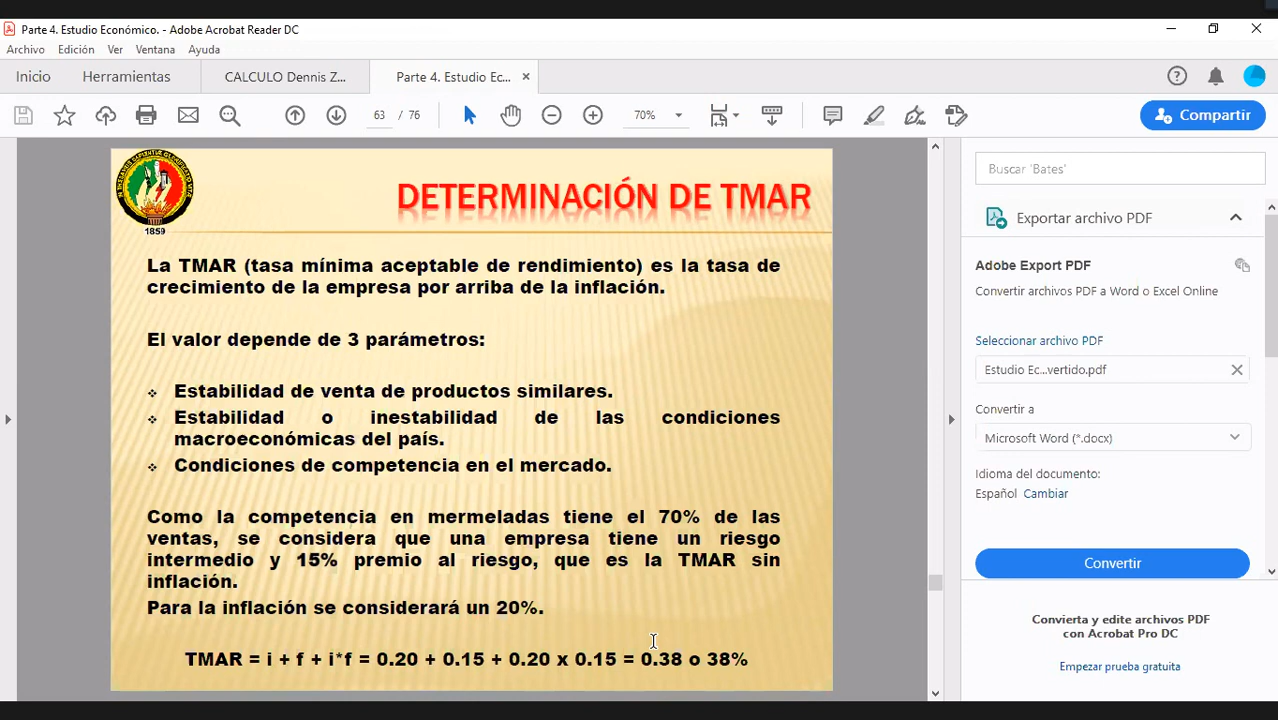 Parte 4. Estudio Económico. - Adobe Acrobat Reader DC
Archivo Edición Ver Ventana Ayuda
Inicio Herramientas CALCULO Dennis Z... Parte 4. Estudio Ec... ×
63 / 76 70% Compartir
Buscar 'Bates'
Exportar archivo PDF
Adobe Export PDF
Convertir archivos PDF a Word o Excel Online
Seleccionar archivo PDF
Estudio Ec...vertido.pdf
Convertir a
Microsoft Word (*.docx)
Idioma del documento:
Español Cambiar
Convertir
Convierta y edite archivos PDF
con Acrobat Pro DC
Empezar prueba gratuita
1859
DETERMINACIÓN DE TMAR
La TMAR (tasa mínima aceptable de rendimiento) es la tasa de
crecimiento de la empresa por arriba de la inflación.
El valor depende de 3 parámetros:
❖ Estabilidad de venta de productos similares.
❖ Estabilidad o inestabilidad de las condiciones
macroeconómicas del país.
❖ Condiciones de competencia en el mercado.
Como la competencia en mermeladas tiene el 70% de las
ventas, se considera que una empresa tiene un riesgo
intermedio y 15% premio al riesgo, que es la TMAR sin
inflación.
Para la inflación se considerará un 20%.
TMAR = i + f + i*f = 0.20 + 0.15 + 0.20 x 0.15 = 0.38 o 38%